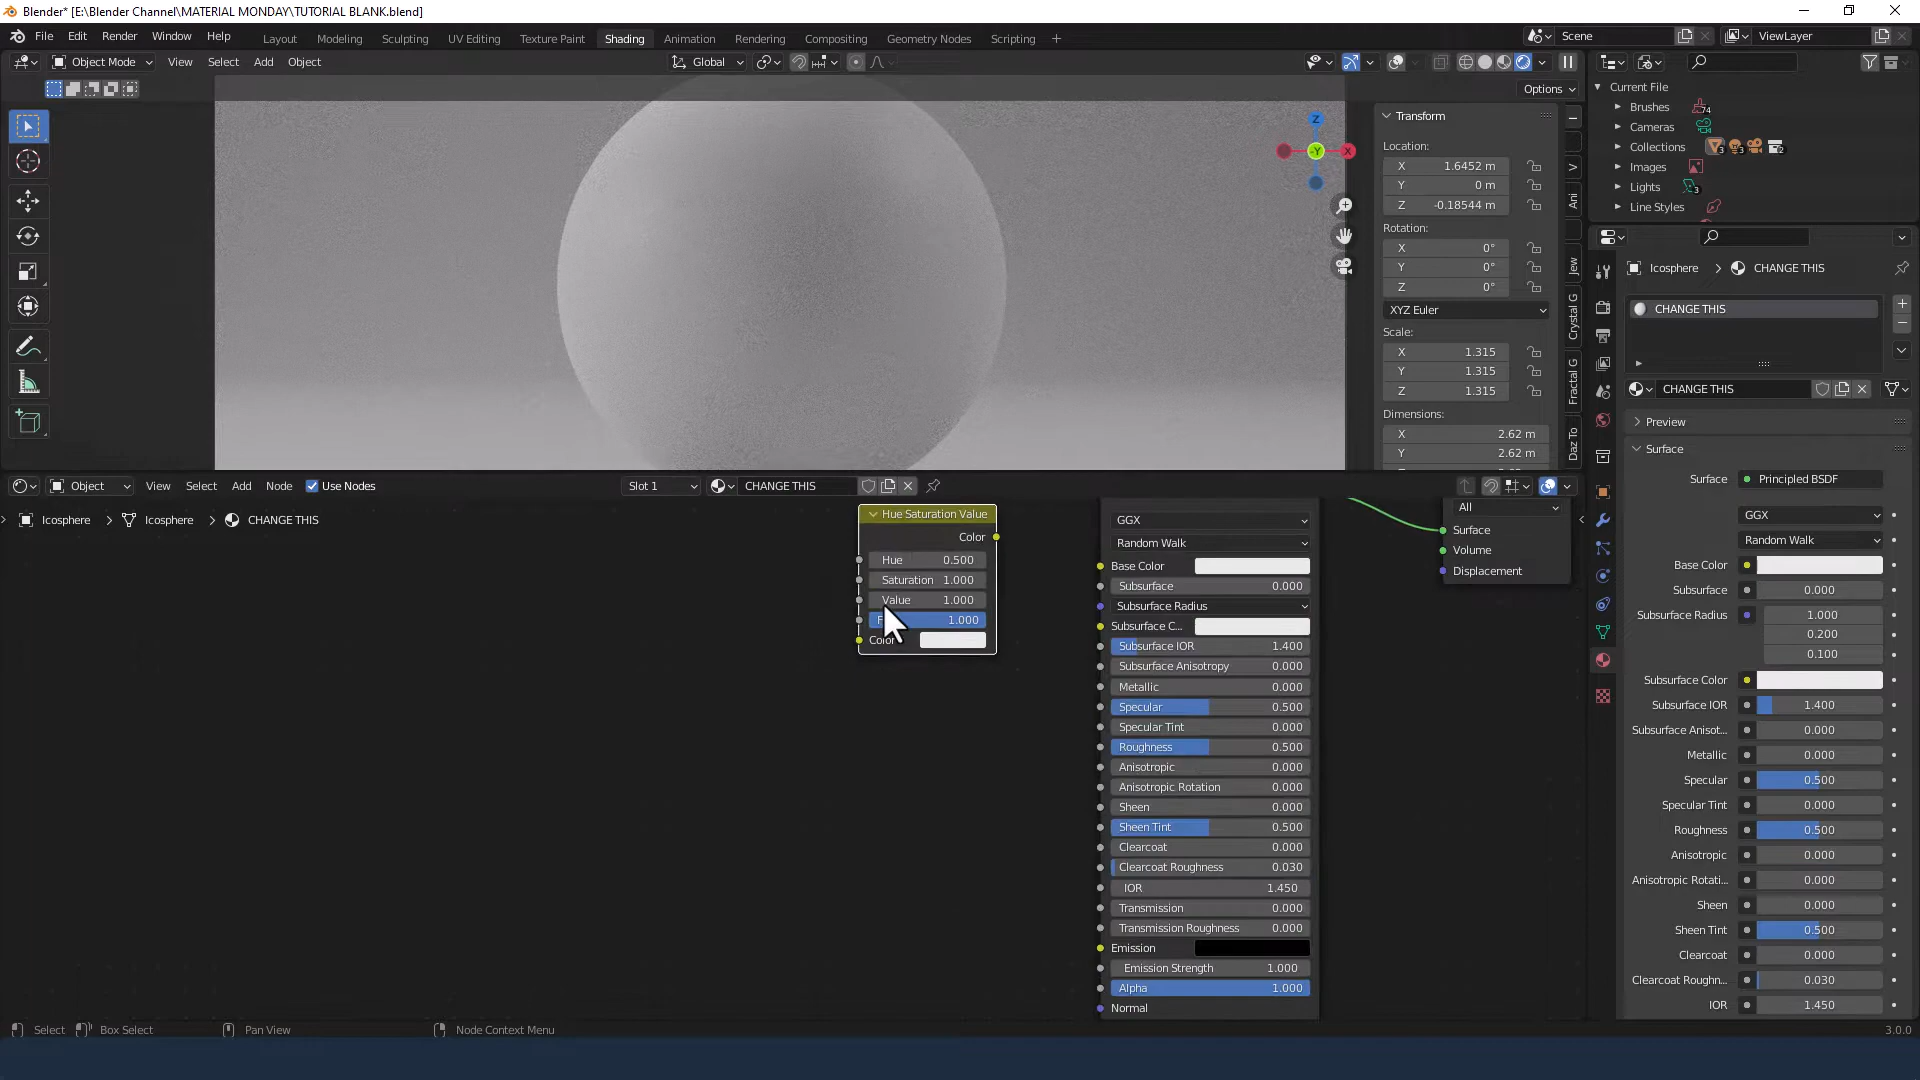 Blender* [E:\Blender Channel\MATERIAL MONDAY\TUTORIAL BLANK.blend]
File Edit Render Window Help Layout Modeling Sculpting UV Editing Texture Paint Shading Animation Rendering Compositing Geometry Nodes Scripting + Scene ViewLayer
Object Mode View Select Add Object Global
Options
Current File
Brushes 74
Cameras
Collections 3 3 2
Images
Lights 3
Line Styles
Z
X
-Y
Transform
Location:
X 1.6452 m
Y 0 m
Z -0.18544 m
Rotation:
X 0°
Y 0°
Z 0°
XYZ Euler
Scale:
X 1.315
Y 1.315
Z 1.315
Dimensions:
X 2.62 m
Y 2.62 m
V
Ani
Jew
Crystal G
Fractal G
Daz To
Icosphere > CHANGE THIS
CHANGE THIS
CHANGE THIS
Preview
Surface
Surface Principled BSDF
GGX
Random Walk
Base Color
Subsurface 0.000
Subsurface Radius 1.000
0.200
0.100
Subsurface Color
Subsurface IOR 1.400
Subsurface Anisot... 0.000
Metallic 0.000
Specular 0.500
Specular Tint 0.000
Roughness 0.500
Anisotropic 0.000
Anisotropic Rotati... 0.000
Sheen 0.000
Sheen Tint 0.500
Clearcoat 0.000
Clearcoat Roughn... 0.030
IOR 1.450
Object View Select Add Node Use Nodes Slot 1 CHANGE THIS
Icosphere > Icosphere > CHANGE THIS
Hue Saturation Value
Color
Hue 0.500
Saturation 1.000
Value 1.000
F 1.000
Color
GGX
Random Walk
Base Color
Subsurface 0.000
Subsurface Radius
Subsurface C...
Subsurface IOR 1.400
Subsurface Anisotropy 0.000
Metallic 0.000
Specular 0.500
Specular Tint 0.000
Roughness 0.500
Anisotropic 0.000
Anisotropic Rotation 0.000
Sheen 0.000
Sheen Tint 0.500
Clearcoat 0.000
Clearcoat Roughness 0.030
IOR 1.450
Transmission 0.000
Transmission Roughness 0.000
Emission
Emission Strength 1.000
Alpha 1.000
Normal
All
Surface
Volume
Displacement
Select Box Select Pan View Node Context Menu 3.0.0